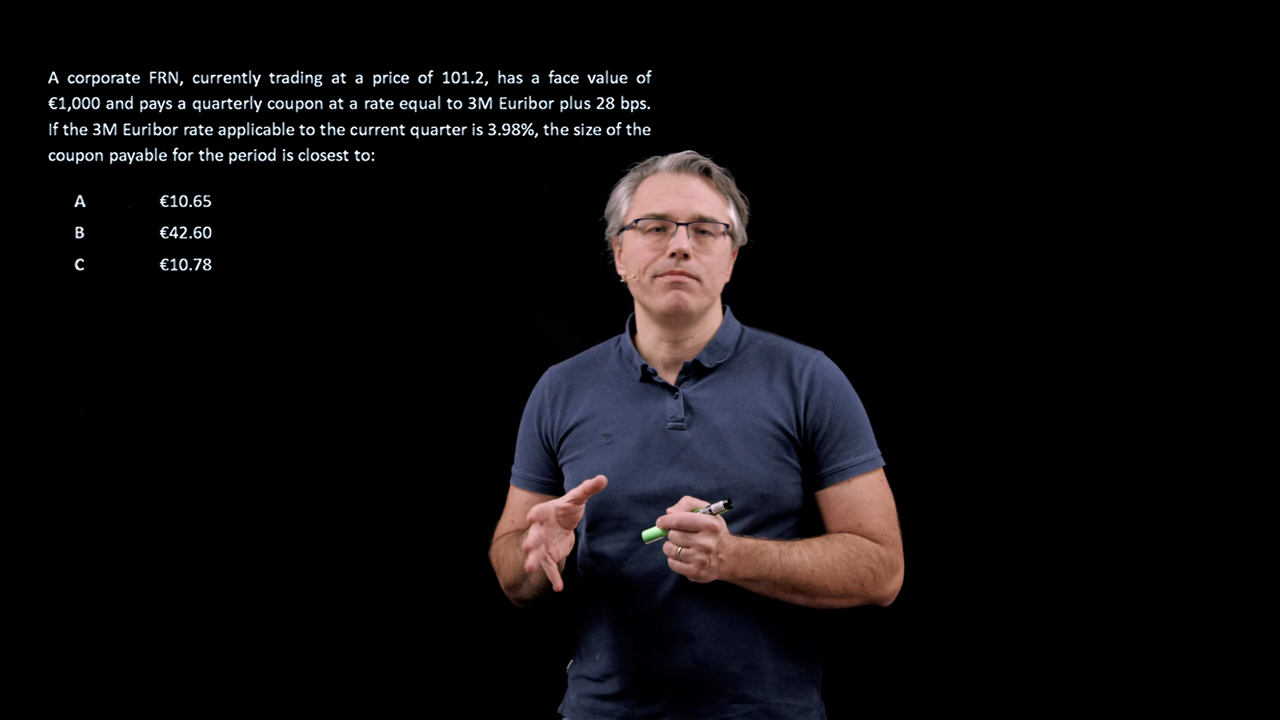 A corporate FRN, currently trading at a price of 101.2, has a face value of
€1,000 and pays a quarterly coupon at a rate equal to 3M Euribor plus 28 bps.
If the 3M Euribor rate applicable to the current quarter is 3.98%, the size of the
coupon payable for the period is closest to:
A €10.65
B €42.60
C €10.78